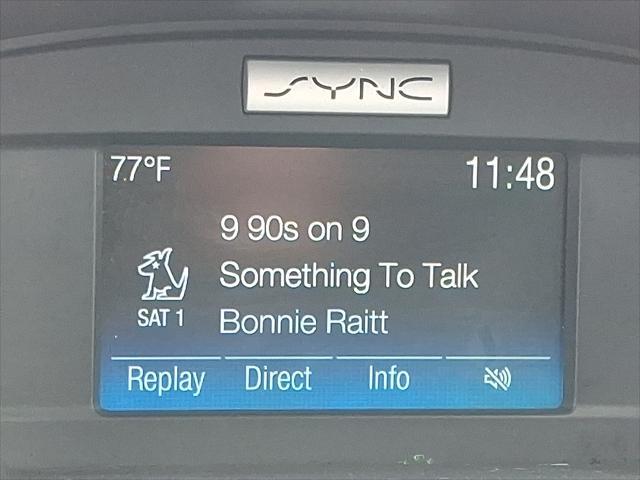 SYNC
77°F
11:48
9 90s on 9
Something To Talk
SAT 1
Bonnie Raitt
Replay Direct Info